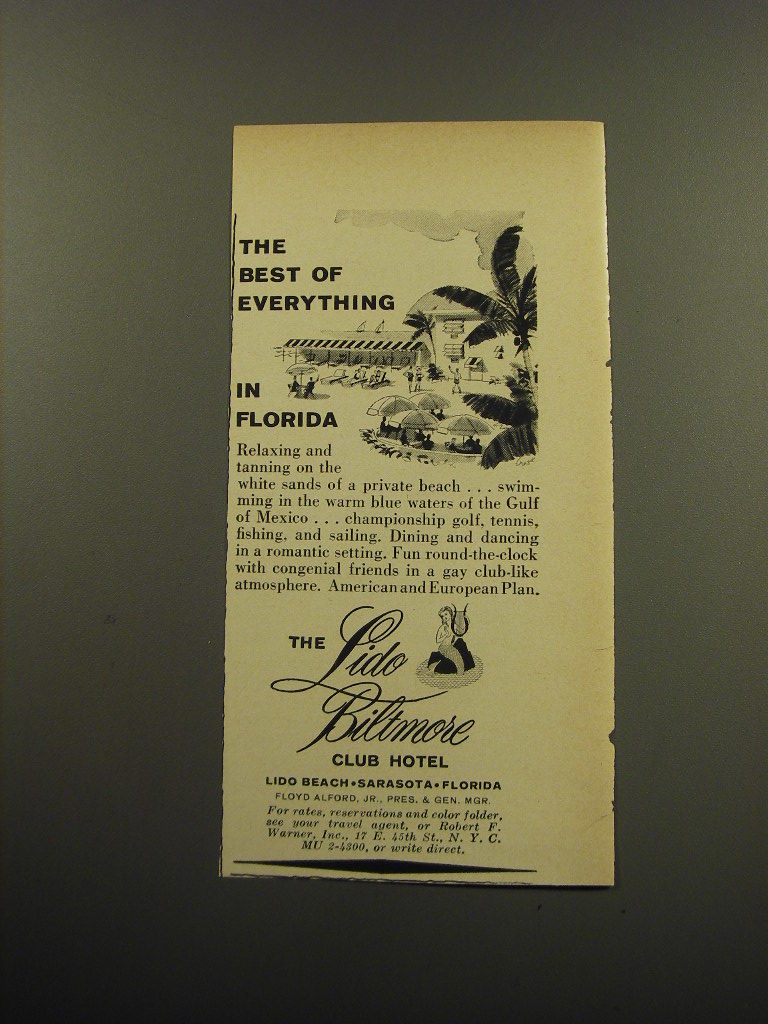 THE
BEST OF
EVERYTHING
IN
FLORIDA
Relaxing and
tanning on the
white sands of a private beach . . . swim-
ming in the warm blue waters of the Gulf
of Mexico . . . championship golf, tennis,
fishing, and sailing. Dining and dancing
in a romantic setting. Fun round-the-clock
with congenial friends in a gay club-like
atmosphere. American and European Plan.
THE Lido
Biltmore
CLUB HOTEL
LIDO BEACH•SARASOTA•FLORIDA
FLOYD ALFORD, JR., PRES. & GEN. MGR.
For rates, reservations and color folder,
see your travel agent, or Robert F.
Warner, Inc., 17 E. 45th St., N. Y. C.
MU 2-4300, or write direct.